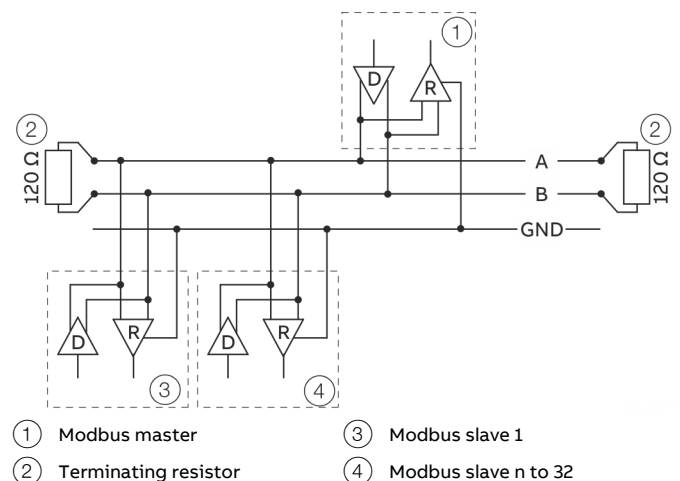 1
D
R
2
2
120 Ω
120 Ω
A
B
GND
D
R
3
D
R
4
1 Modbus master
3 Modbus slave 1
2 Terminating resistor
4 Modbus slave n to 32